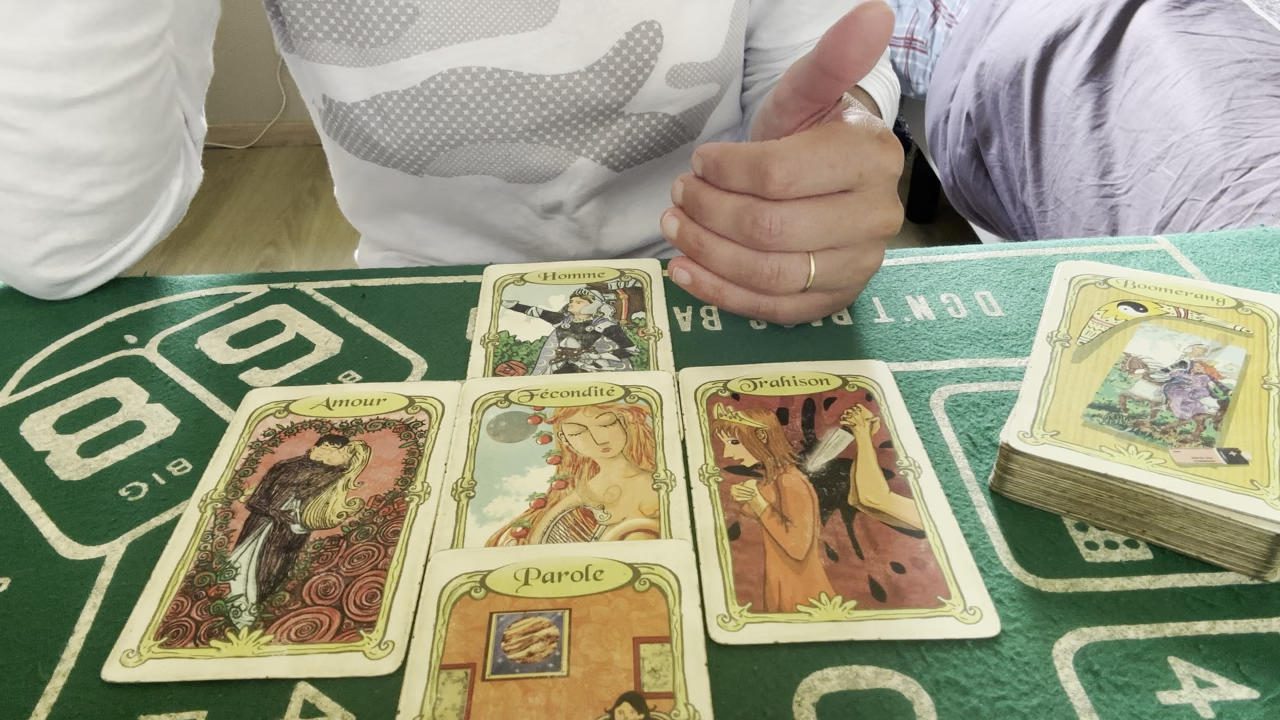 Homme
Amour
Fécondité
Trahison
Parole
Boomerang
DON'T PASS BA
6
8
BIG
4